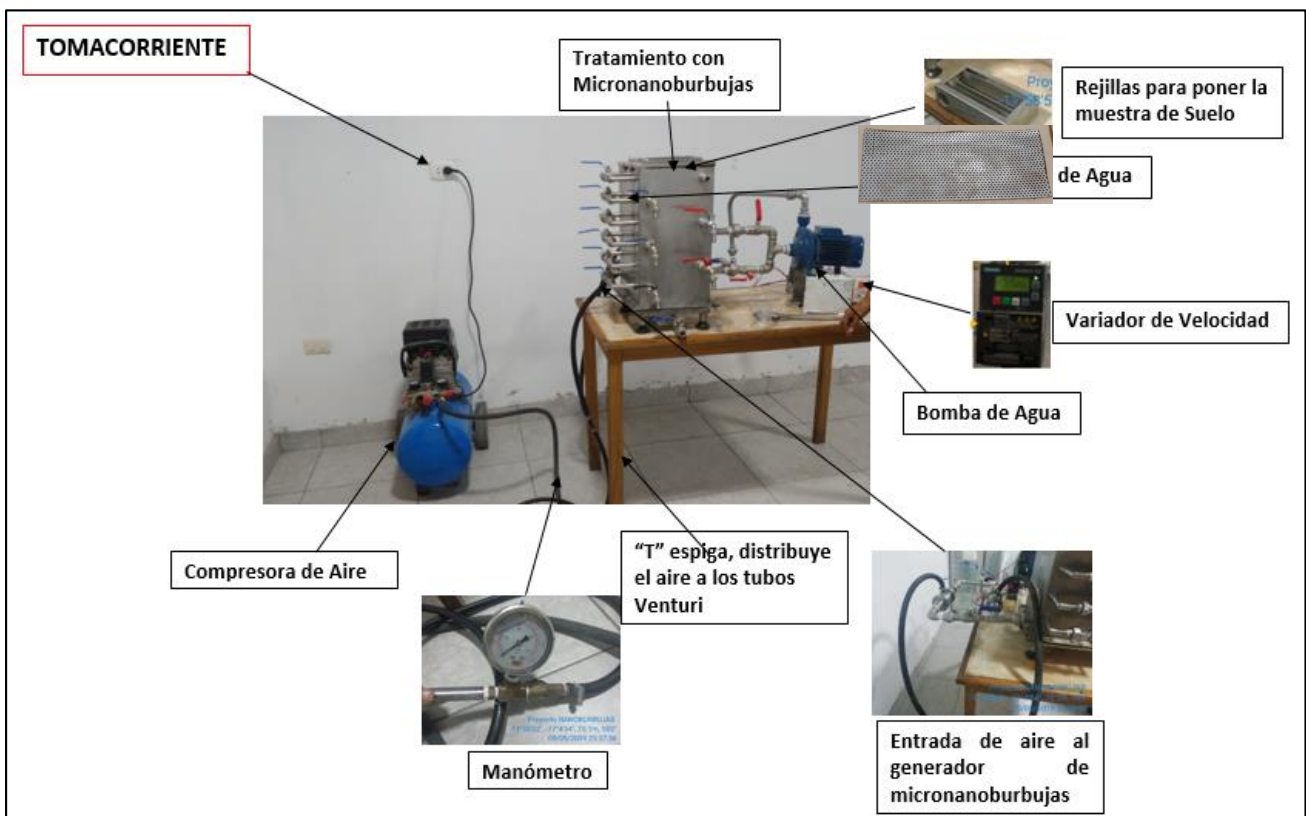 TOMACORRIENTE
Tratamiento con
Micronanoburbujas
Rejillas para poner la
muestra de Suelo
de Agua
Variador de Velocidad
Bomba de Agua
"T" espiga, distribuye
el aire a los tubos
Venturi
Compresora de Aire
Manómetro
Entrada de aire al
generador de
micronanoburbujas